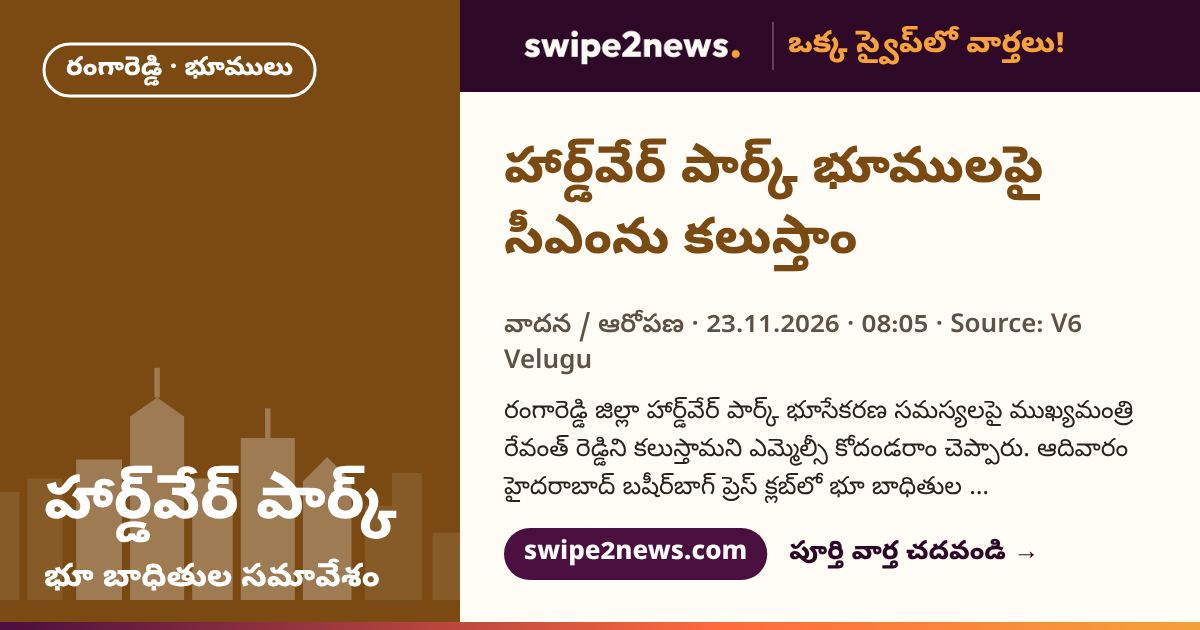 రంగారెడ్డి · భూములు
swipe2news.
ఒక్క స్వైప్‌లో వార్తలు!
హార్డ్‌వేర్ పార్క్ భూములపై
సీఎంను కలుస్తాం
వాదన / ఆరోపణ · 23.11.2026 · 08:05 · Source: V6
Velugu
రంగారెడ్డి జిల్లా హార్డ్‌వేర్ పార్క్ భూసేకరణ సమస్యలపై ముఖ్యమంత్రి
రేవంత్ రెడ్డిని కలుస్తామని ఎమ్మెల్సీ కోదండరాం చెప్పారు. ఆదివారం
హైదరాబాద్ బషీర్‌బాగ్ ప్రెస్ క్లబ్‌లో భూ బాధితుల ...
swipe2news.com
పూర్తి వార్త చదవండి →
హార్డ్‌వేర్ పార్క్
భూ బాధితుల సమావేశం